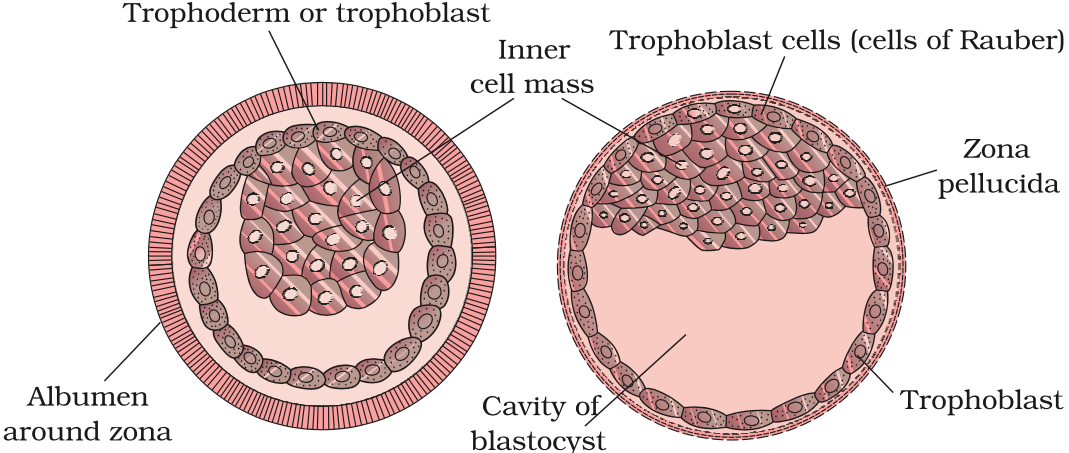 Trophoderm or trophoblast
Inner
cell mass
Trophoblast cells (cells of Rauber)
Zona
pellucida
Albumen
around zona
Cavity of
blastocyst
Trophoblast